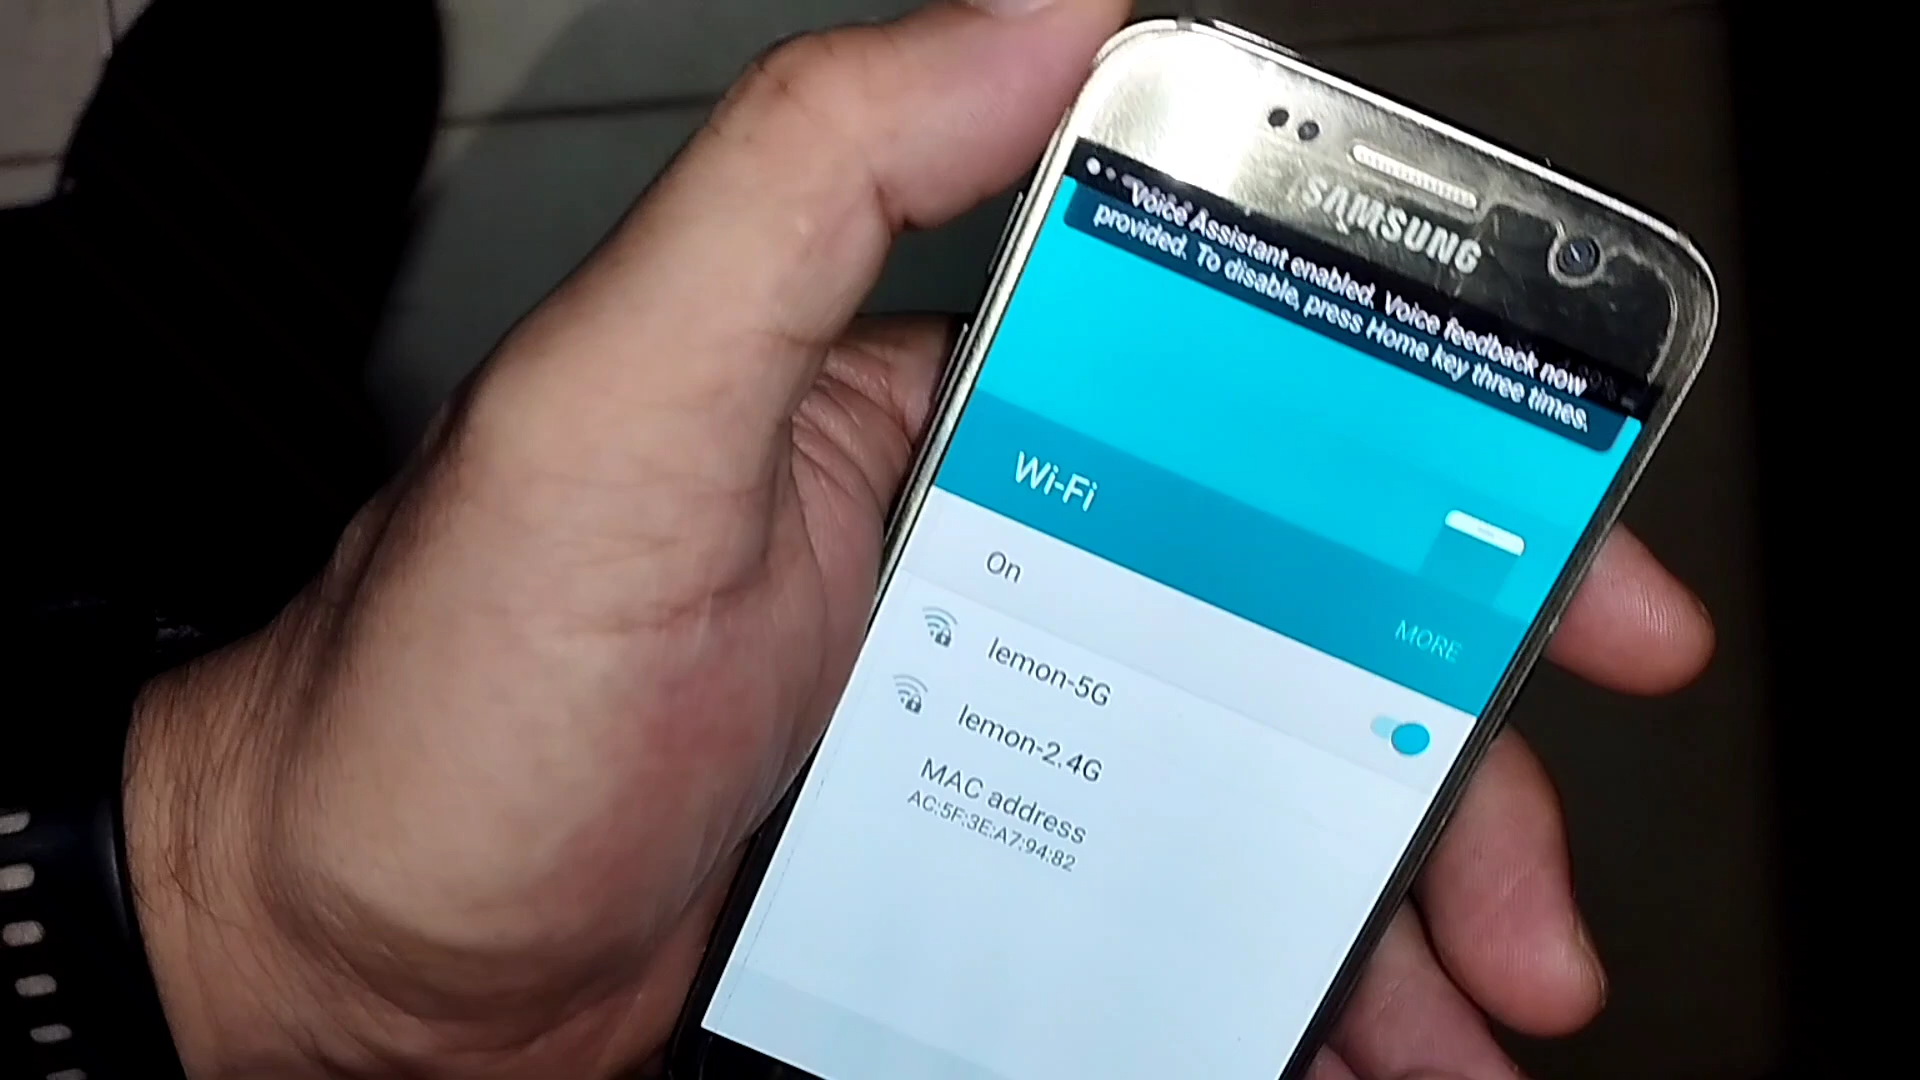 SAMSUNG
Voice Assistant enabled. Voice feedback now
provided. To disable, press Home key three times.
Wi-Fi
MORE
On
lemon-5G
lemon-2.4G
MAC address
AC:5F:3E:A7:94:82